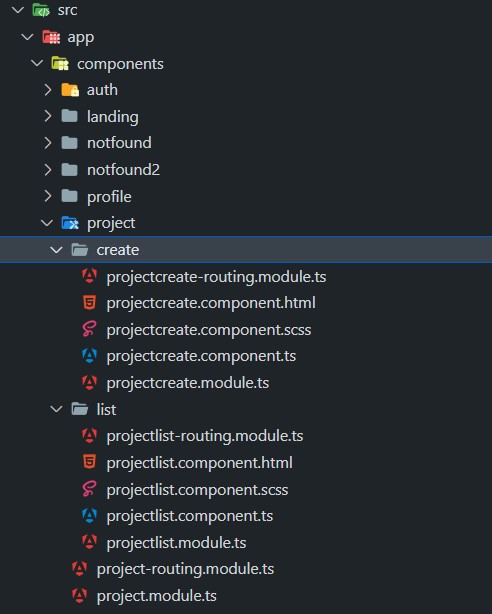 src
app
components
auth
landing
notfound
notfound2
profile
project
create
projectcreate-routing.module.ts
projectcreate.component.html
projectcreate.component.scss
projectcreate.component.ts
projectcreate.module.ts
list
projectlist-routing.module.ts
projectlist.component.html
projectlist.component.scss
projectlist.component.ts
projectlist.module.ts
project-routing.module.ts
project.module.ts